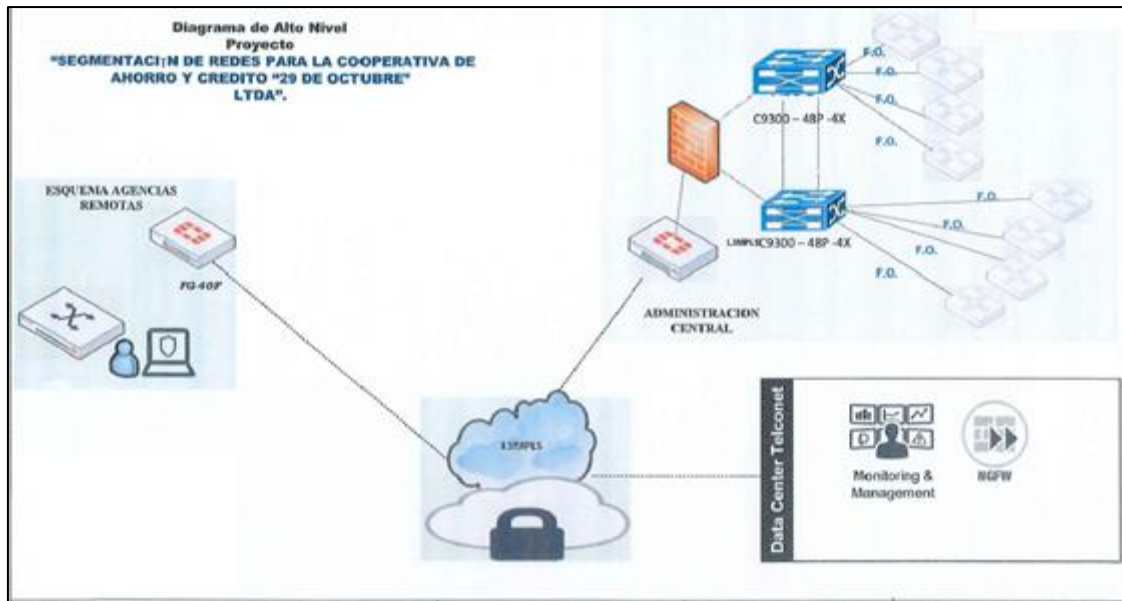 Diagrama de Alto Nivel
Proyecto
"SEGMENTACI¡N DE REDES PARA LA COOPERATIVA DE
AHORRO Y CREDITO "29 DE OCTUBRE"
LTDA".
ESQUEMA AGENCIAS
REMOTAS
FG-40F
F.O.
F.O.
F.O.
F.O.
C9300 – 48P -4X
F.O.
F.O.
F.O.
F.O.
C9300 – 48P -4X
ADMINISTRACION
CENTRAL
Data Center Telconet
Monitoring &
Management
NGFW